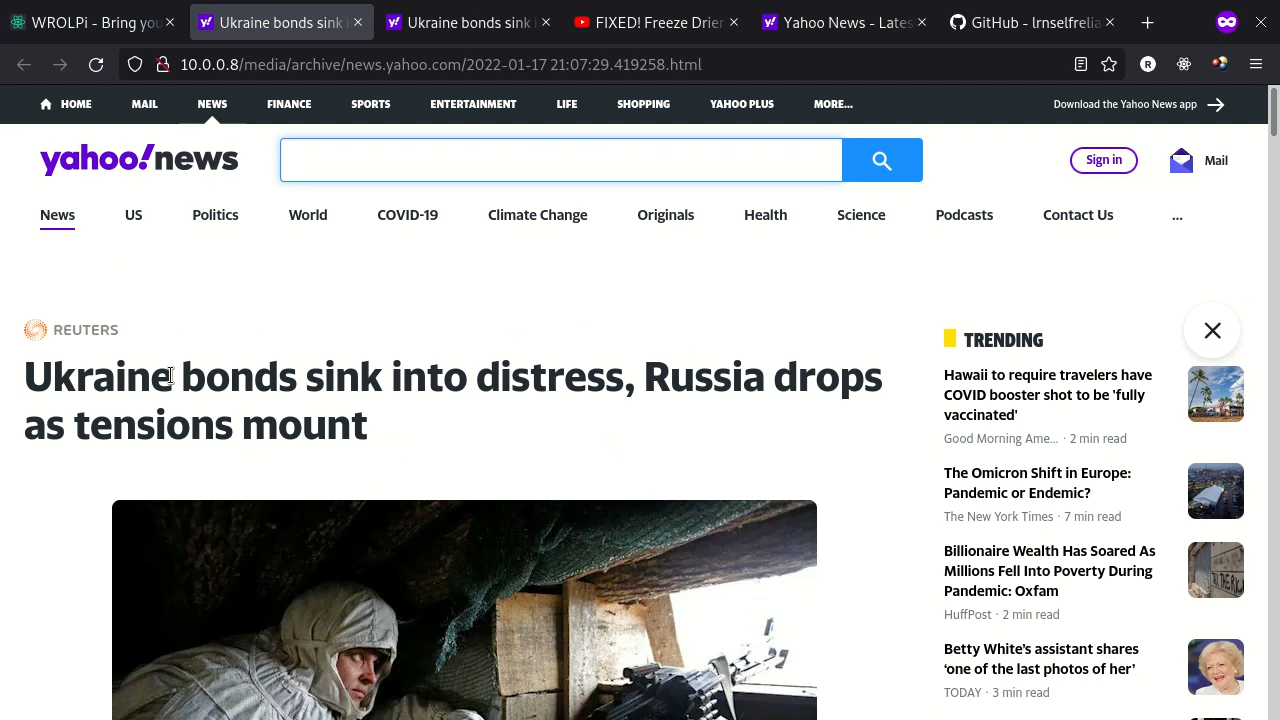 WROLPi - Bring you
Ukraine bonds sink i
Ukraine bonds sink i
FIXED! Freeze Drier
Yahoo News - Lates
GitHub - lrnselfrelia
10.0.0.8/media/archive/news.yahoo.com/2022-01-17 21:07:29.419258.html
HOME MAIL NEWS FINANCE SPORTS ENTERTAINMENT LIFE SHOPPING YAHOO PLUS MORE... Download the Yahoo News app
yahoo!news
Sign in Mail
News US Politics World COVID-19 Climate Change Originals Health Science Podcasts Contact Us ...
REUTERS
Ukraine bonds sink into distress, Russia drops
as tensions mount
TRENDING
Hawaii to require travelers have
COVID booster shot to be 'fully
vaccinated'
Good Morning Ame... · 2 min read
The Omicron Shift in Europe:
Pandemic or Endemic?
The New York Times · 7 min read
Billionaire Wealth Has Soared As
Millions Fell Into Poverty During
Pandemic: Oxfam
HuffPost · 2 min read
Betty White’s assistant shares
‘one of the last photos of her’
TODAY · 3 min read